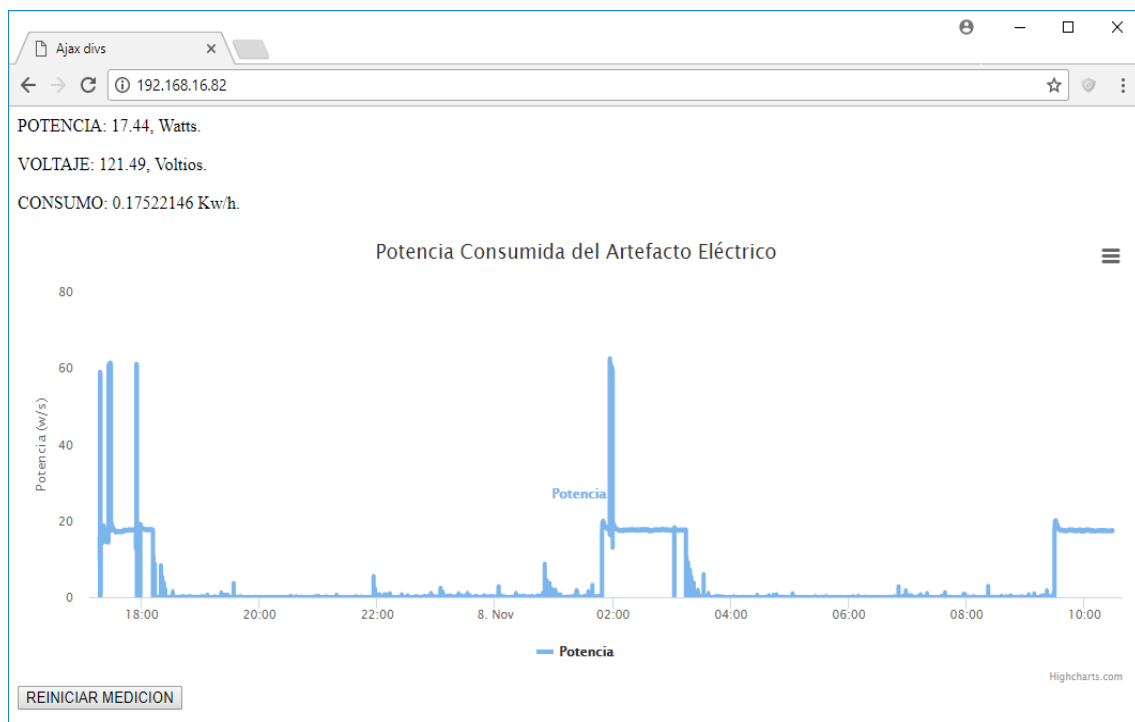 Ajax divs
192.168.16.82
POTENCIA: 17.44, Watts.
VOLTAJE: 121.49, Voltios.
CONSUMO: 0.17522146 Kw/h.
Potencia Consumida del Artefacto Eléctrico
80
60
40
20
0
Potencia (w/s)
Potencia
18:00 20:00 22:00 8. Nov 02:00 04:00 06:00 08:00 10:00
Potencia
Highcharts.com
REINICIAR MEDICION